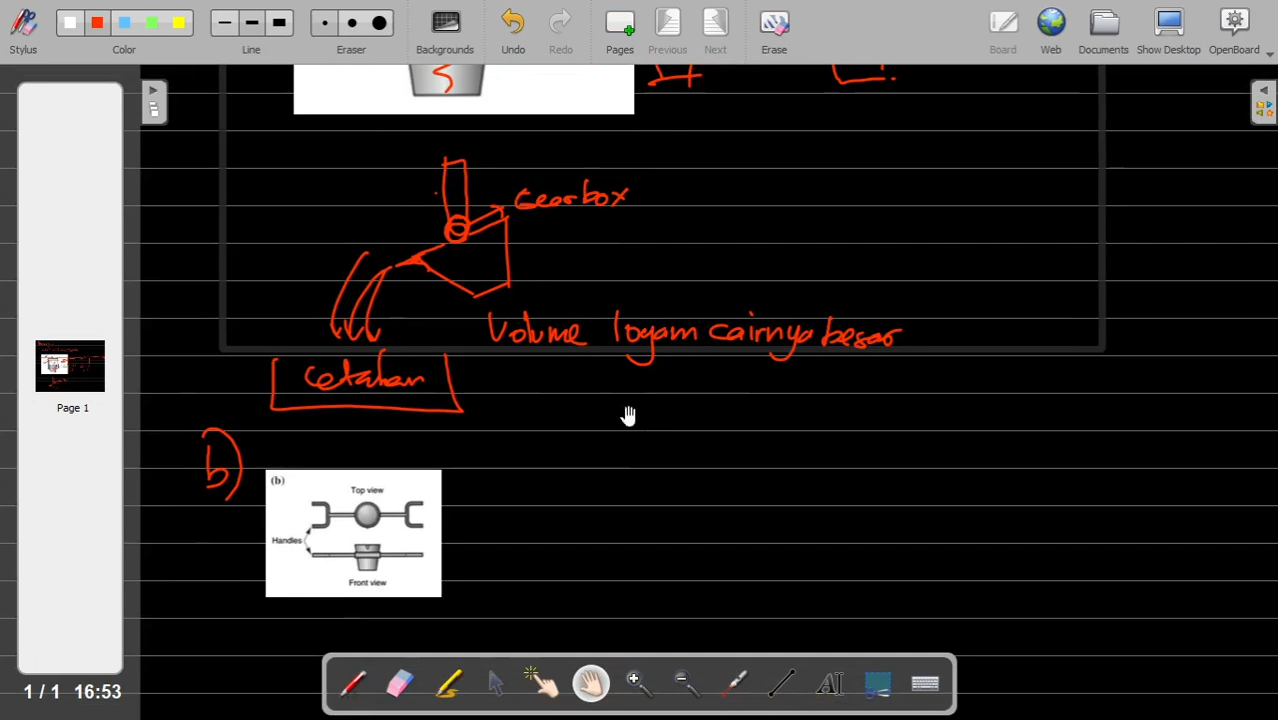 Stylus Color Line Eraser Backgrounds Undo Redo Pages Previous Next Erase Board Web Documents Show Desktop OpenBoard
Gearbox
Volume logam cairnya besar
Cetakan
Page 1
b)
(b)
Top view
Handles
Front view
1 / 1 16:53